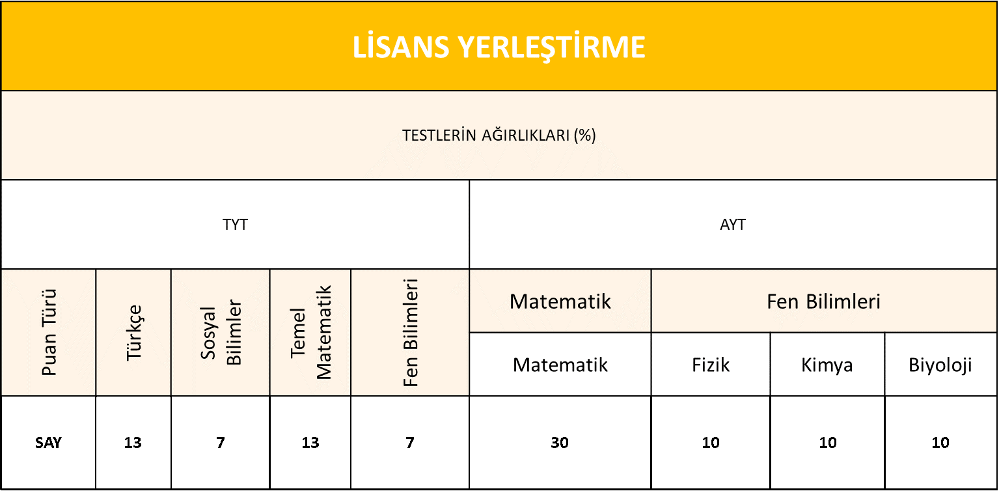 LİSANS YERLEŞTİRME
TESTLERİN AĞIRLIKLARI (%)
TYT
AYT
Puan Türü
Türkçe
Sosyal
Bilimler
Temel
Matematik
Fen Bilimleri
Matematik
Fen Bilimleri
Matematik
Fizik
Kimya
Biyoloji
SAY
13
7
13
7
30
10
10
10